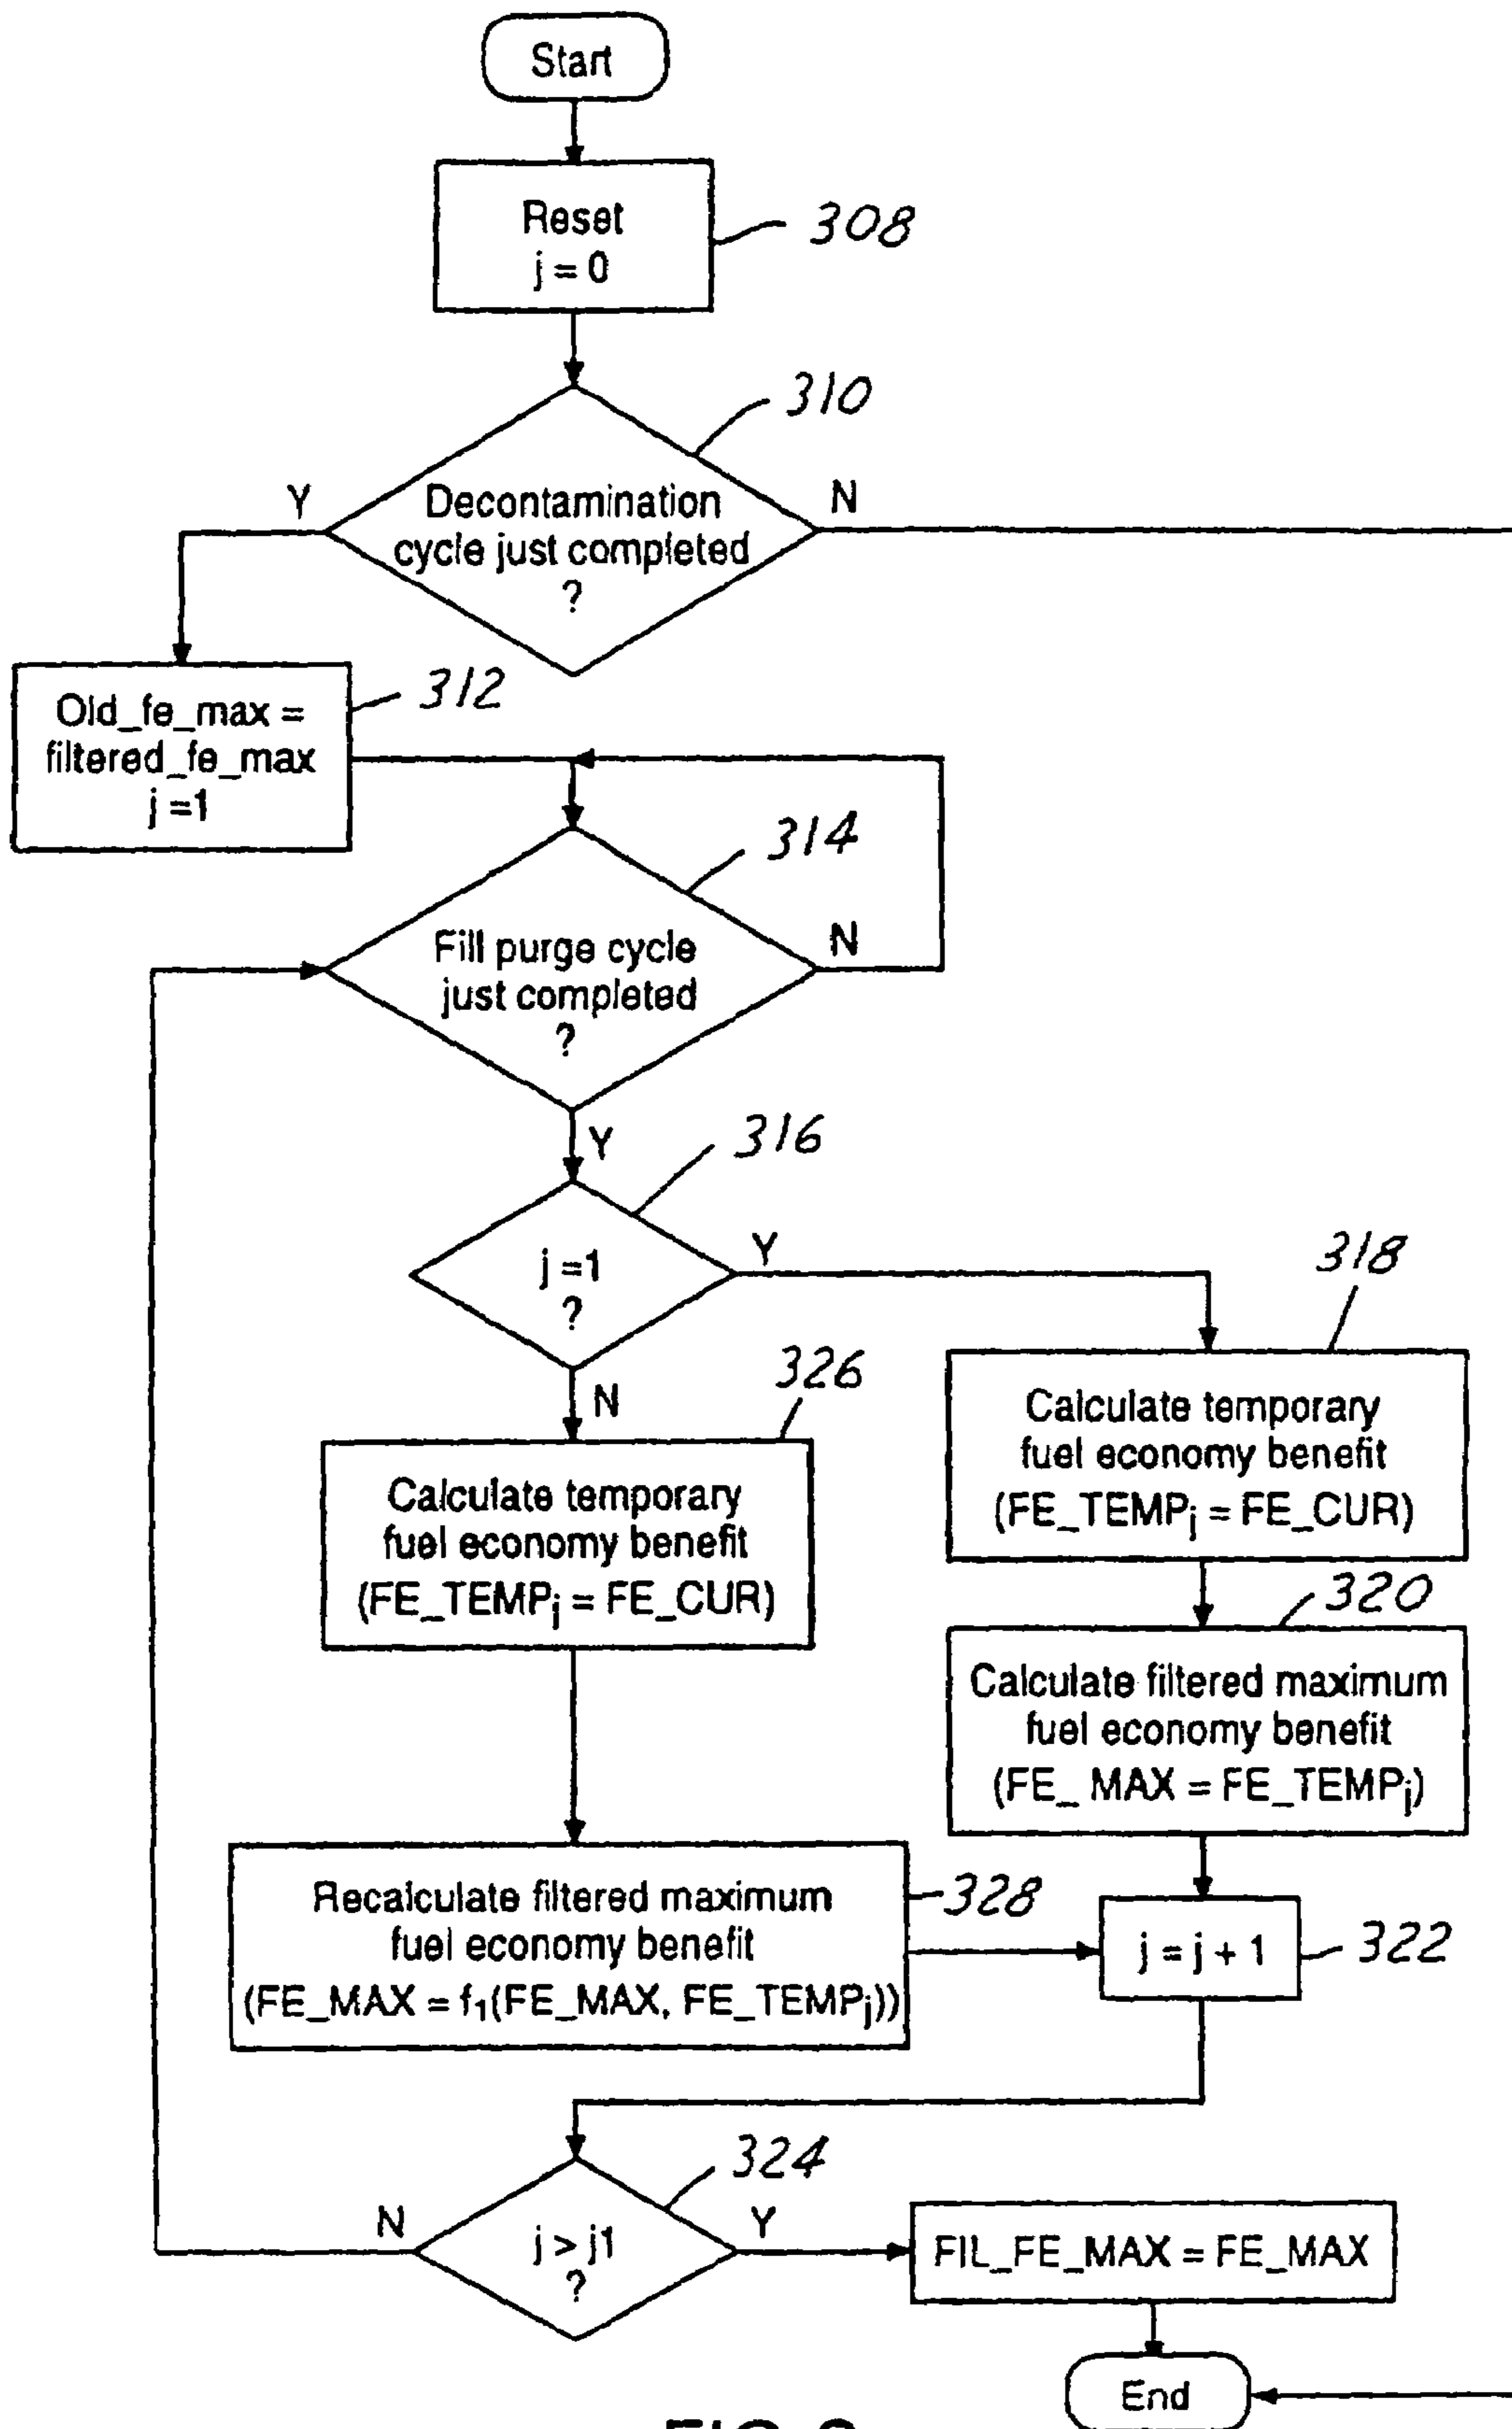 Start
Reset
j = 0
308
310
Y
N
Decontamination
cycle just completed
?
312
Old_fe_max =
filtered_fe_max
j =1
314
Fill purge cycle
just completed
?
N
Y
316
j =1
?
Y
N
318
Calculate temporary
fuel economy benefit
(FE_TEMPj = FE_CUR)
326
Calculate temporary
fuel economy benefit
(FE_TEMPj = FE_CUR)
320
Calculate filtered maximum
fuel economy benefit
(FE_ MAX = FE_TEMPj)
328
Recalculate filtered maximum
fuel economy benefit
(FE_MAX = f1(FE_MAX, FE_TEMPj))
j = j + 1
322
324
N
j > j1
?
Y
FIL_FE_MAX = FE_MAX
End